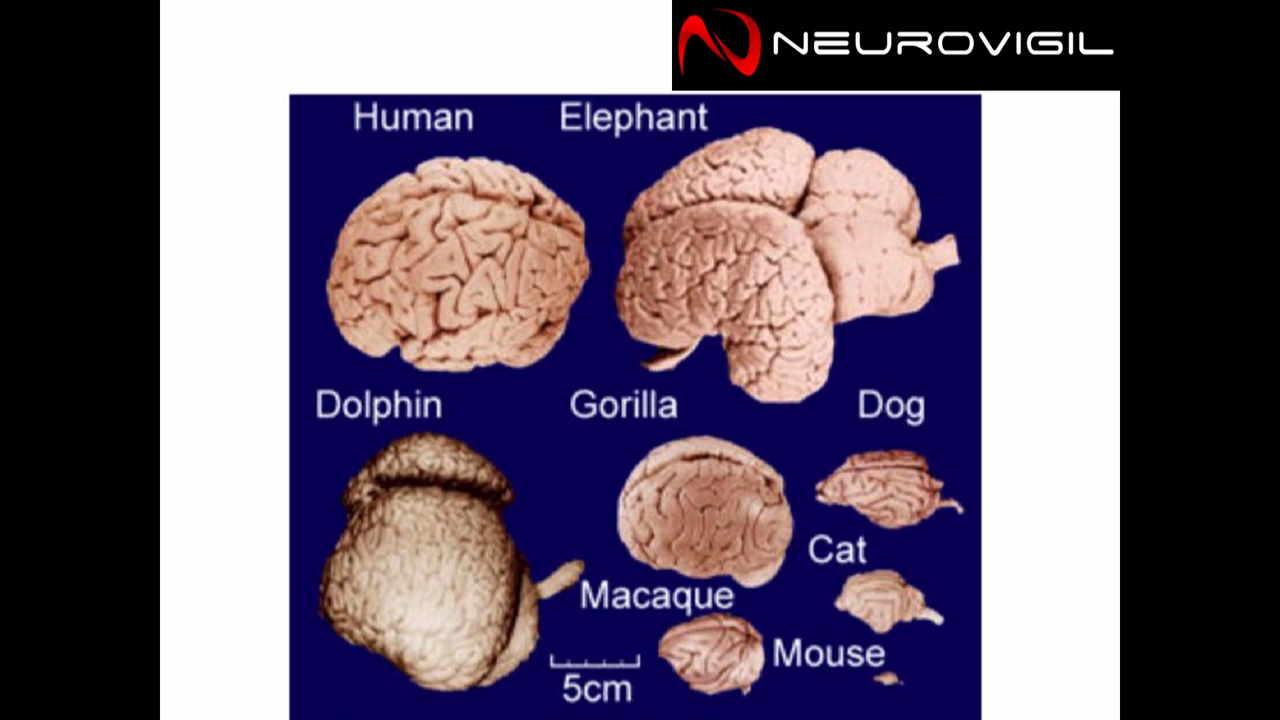 NEUROVIGIL
Human Elephant
Dolphin Gorilla Dog
Cat
Macaque
Mouse
5cm